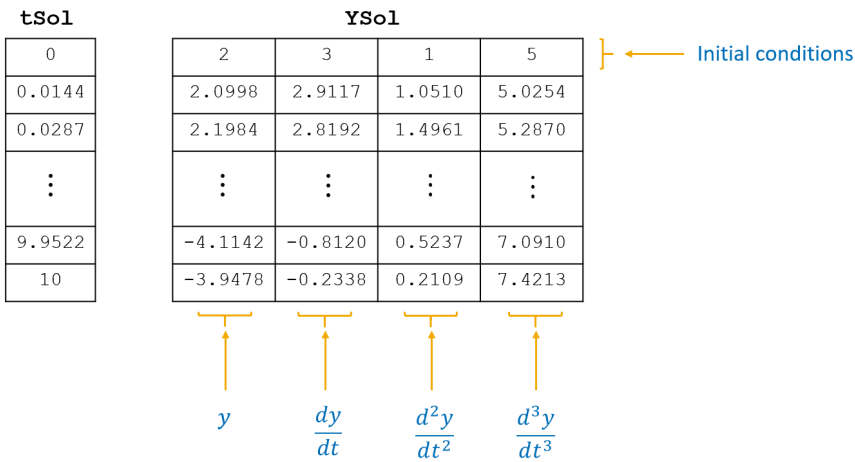 tSol YSol
0 2 3 1 5 Initial conditions
0.0144 2.0998 2.9117 1.0510 5.0254
0.0287 2.1984 2.8192 1.4961 5.2870
⋮ ⋮ ⋮ ⋮ ⋮
9.9522 -4.1142 -0.8120 0.5237 7.0910
10 -3.9478 -0.2338 0.2109 7.4213
y dy/dt d²y/dt² d³y/dt³